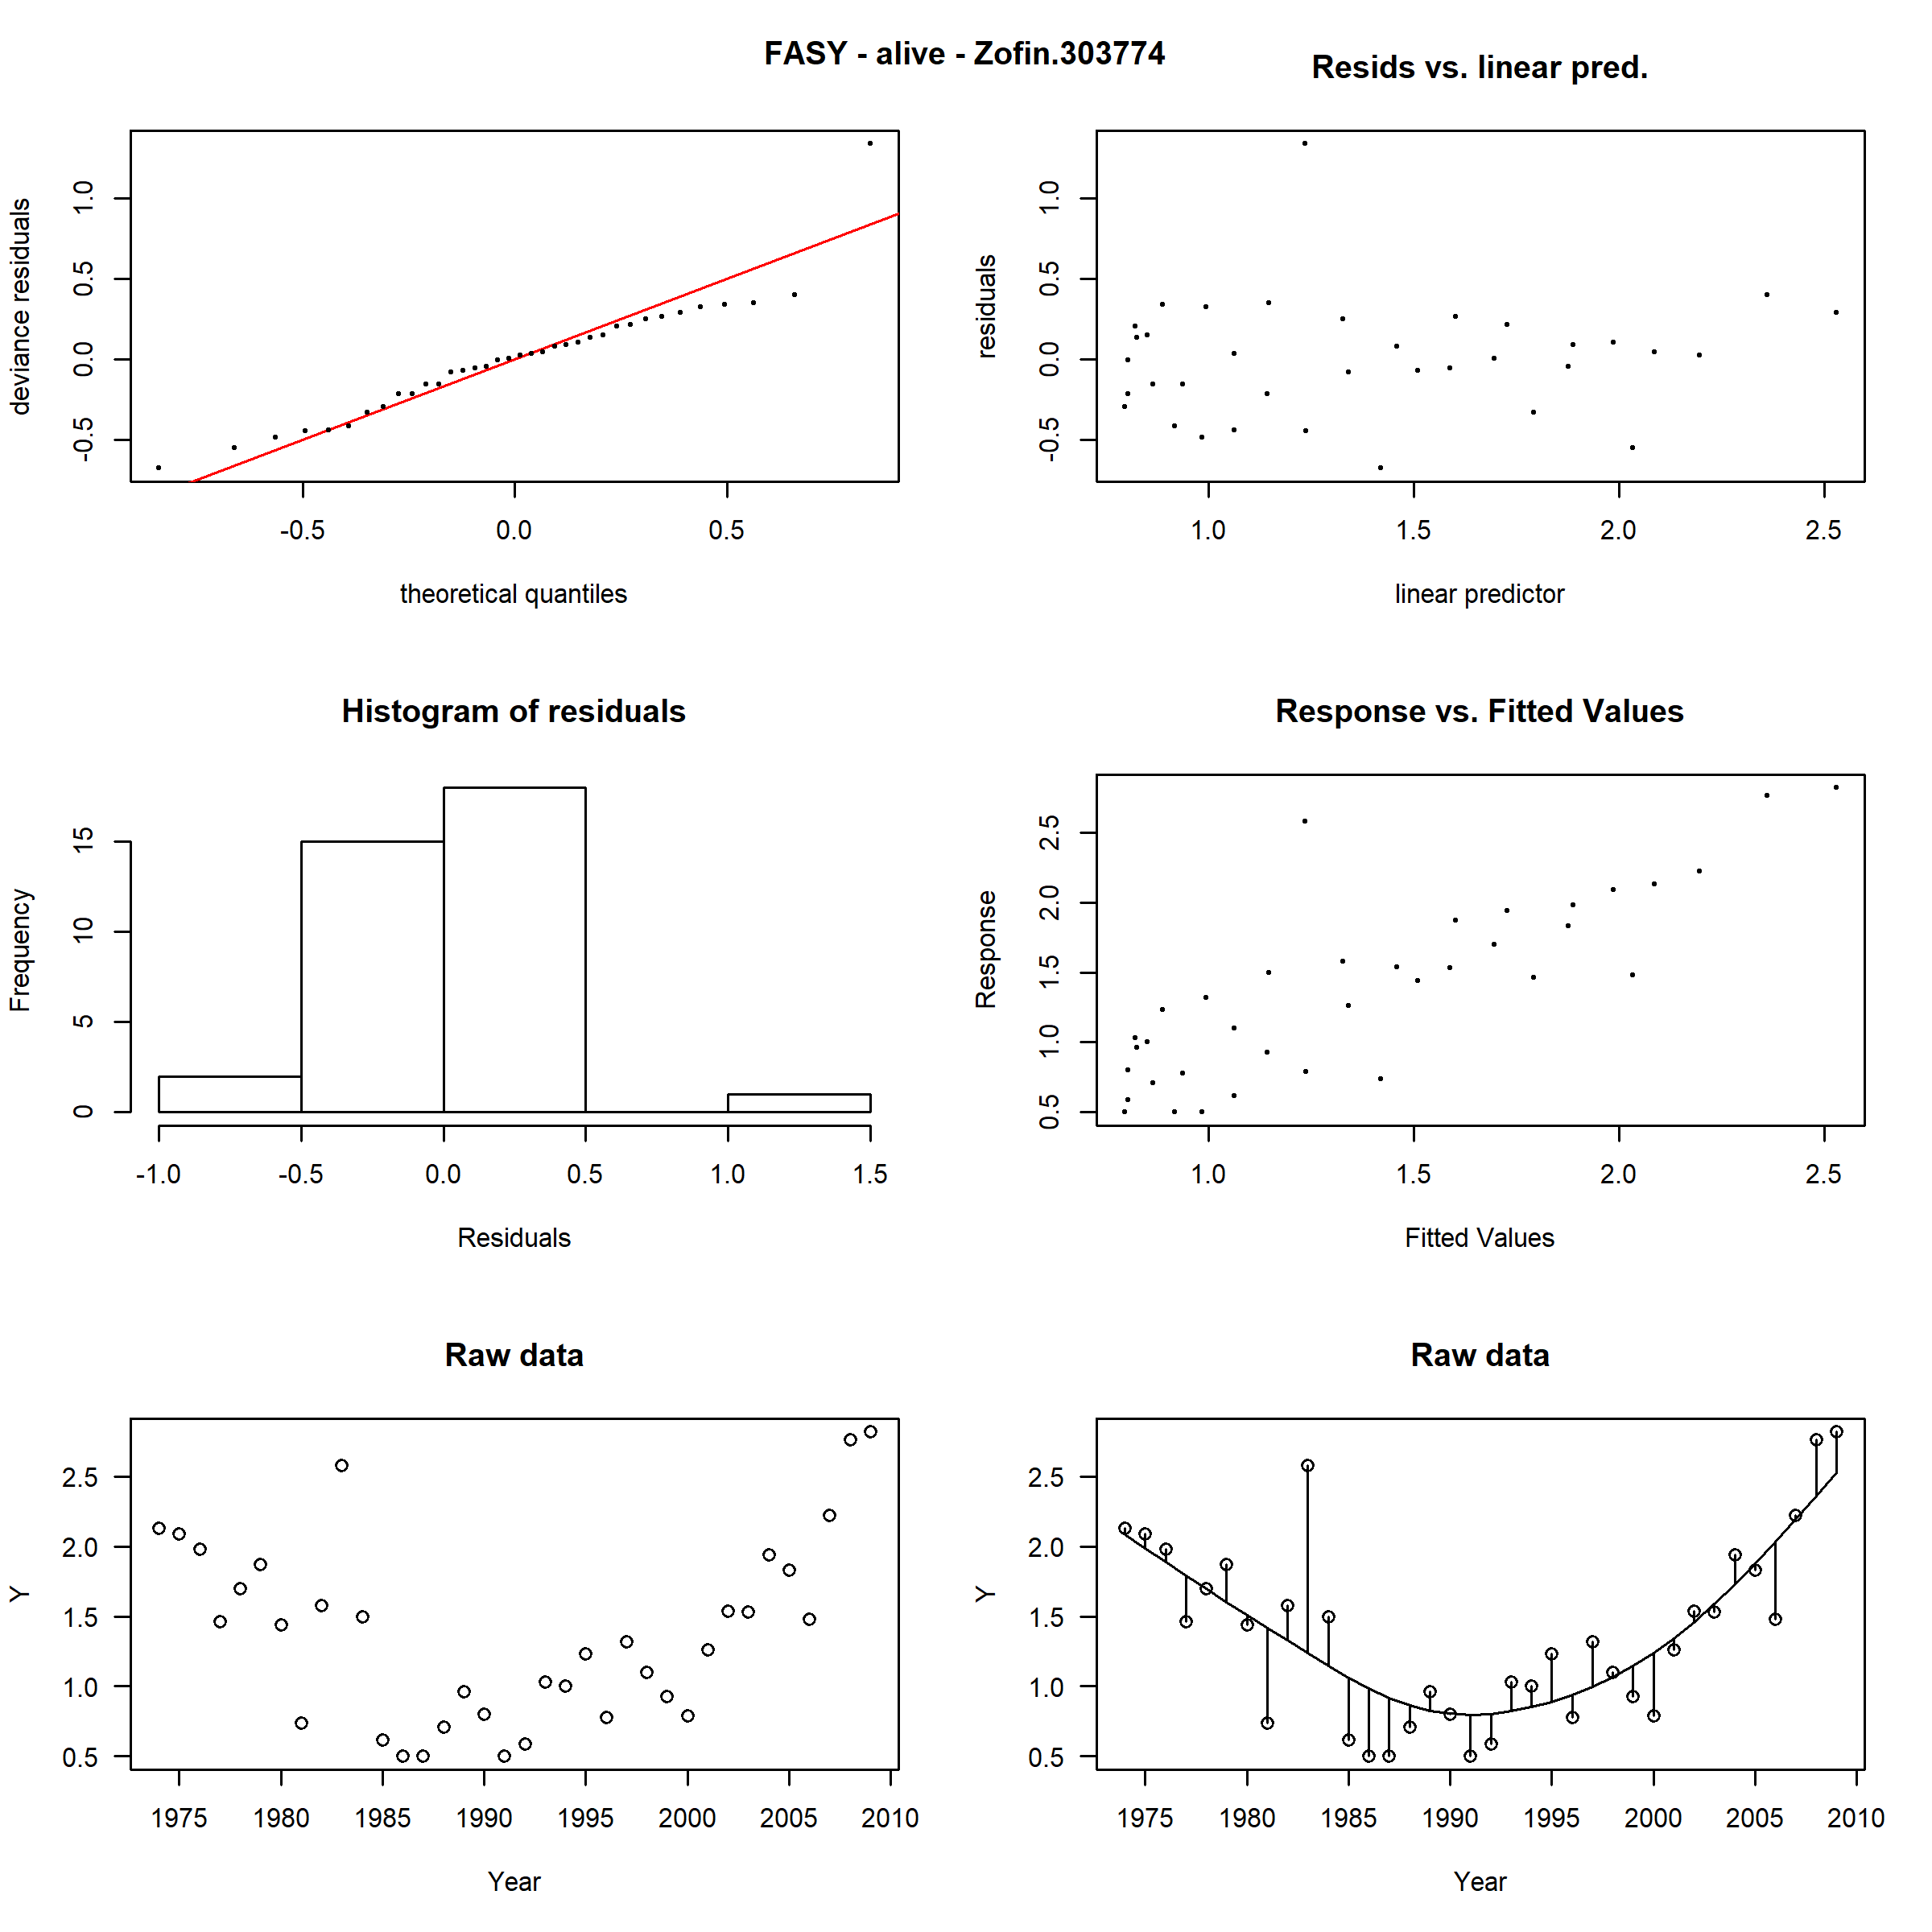 FASY - alive - Zofin.303774
Resids vs. linear pred.
deviance residuals
-0.5 0.0 0.5 1.0
-0.5 0.0 0.5
theoretical quantiles
residuals
-0.5 0.0 0.5 1.0
1.0 1.5 2.0 2.5
linear predictor
Histogram of residuals
Frequency
0 5 10 15
-1.0 -0.5 0.0 0.5 1.0 1.5
Residuals
Response vs. Fitted Values
Response
0.5 1.0 1.5 2.0 2.5
1.0 1.5 2.0 2.5
Fitted Values
Raw data
Y
2.5
2.0
1.5
1.0
0.5
1975 1980 1985 1990 1995 2000 2005 2010
Year
Raw data
Y
2.5
2.0
1.5
1.0
0.5
1975 1980 1985 1990 1995 2000 2005 2010
Year